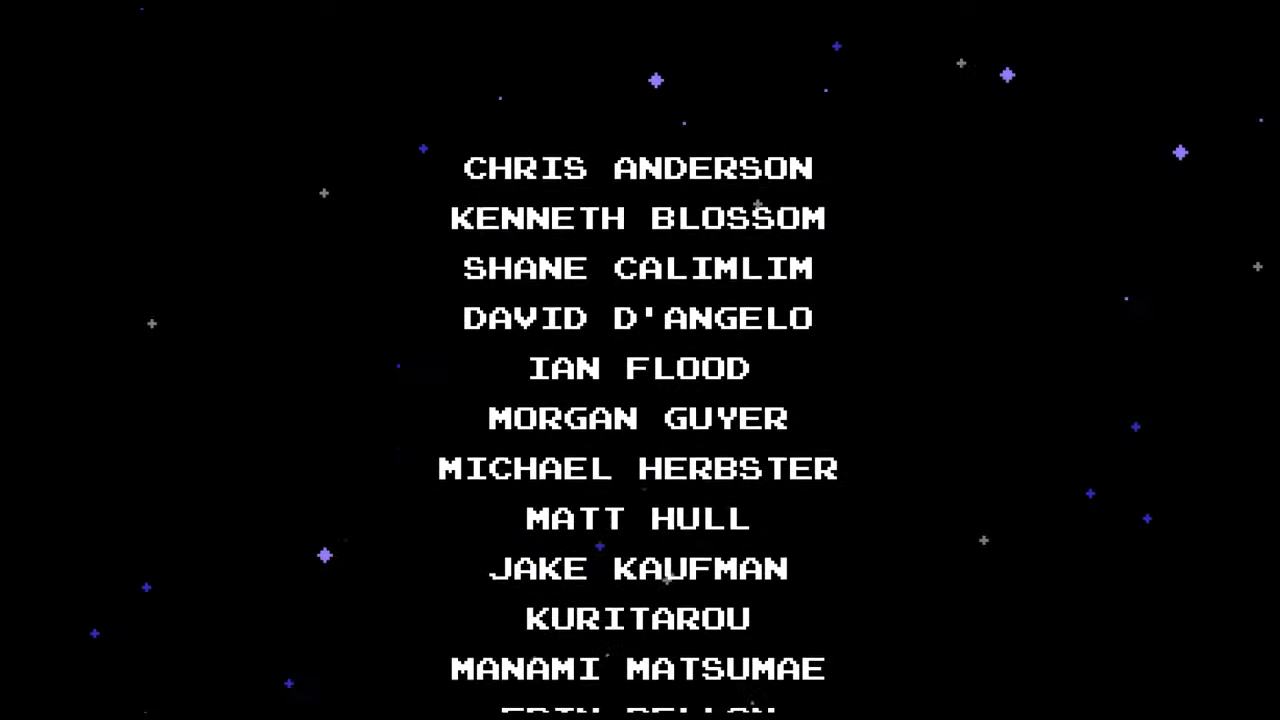 CHRIS ANDERSON
KENNETH BLOSSOM
SHANE CALIMLIM
DAVID D'ANGELO
IAN FLOOD
MORGAN GUYER
MICHAEL HERBSTER
MATT HULL
JAKE KAUFMAN
KURITAROU
MANAMI MATSUMAE